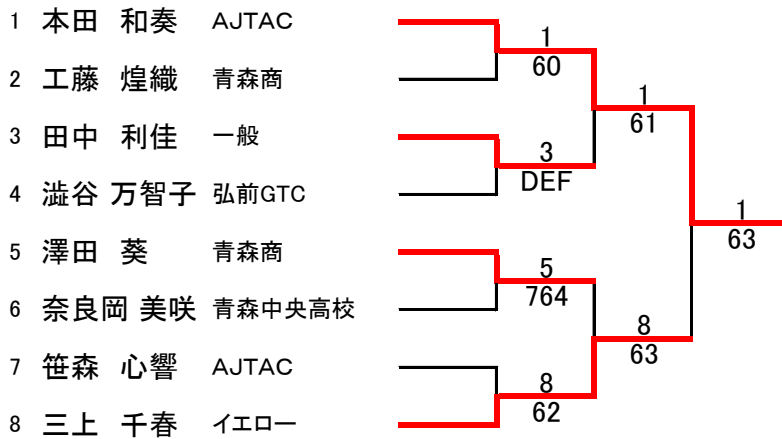 1 本田 和奏 AJTAC
2 工藤 煌織 青森商
3 田中 利佳 一般
4 澁谷 万智子 弘前GTC
5 澤田 葵 青森商
6 奈良岡 美咲 青森中央高校
7 笹森 心響 AJTAC
8 三上 千春 イエロー
1
60
3
DEF
5
764
8
62
1
61
8
63
1
63